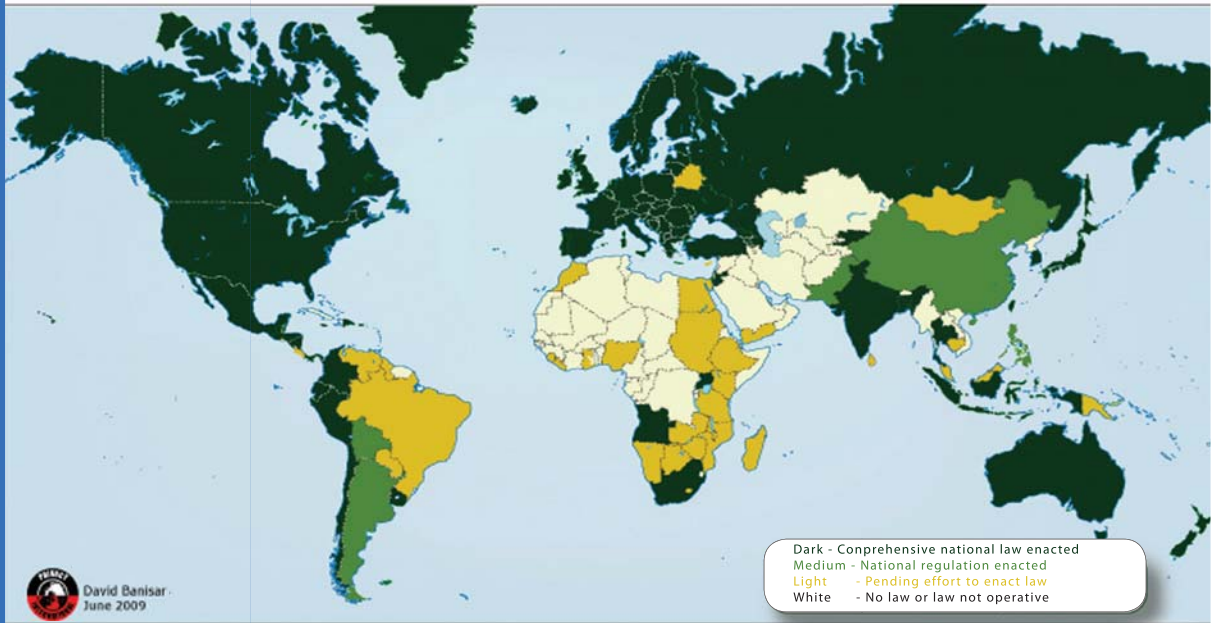 David Banisar
June 2009
Dark - Conprehensive national law enacted
Medium - National regulation enacted
Light - Pending effort to enact law
White - No law or law not operative